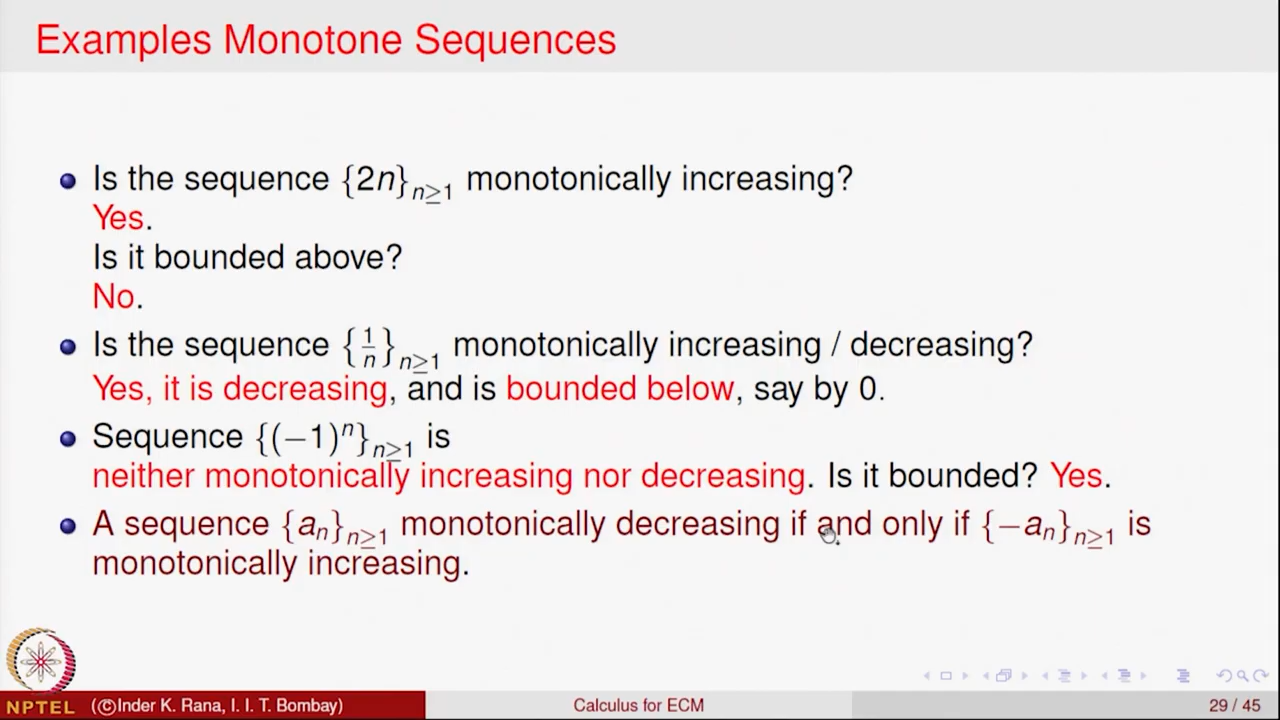 Examples Monotone Sequences
Is the sequence {2n}_{n≥1} monotonically increasing?
Yes.
Is it bounded above?
No.
Is the sequence {1/n}_{n≥1} monotonically increasing / decreasing?
Yes, it is decreasing, and is bounded below, say by 0.
Sequence {(−1)^n}_{n≥1} is
neither monotonically increasing nor decreasing. Is it bounded? Yes.
A sequence {a_n}_{n≥1} monotonically decreasing if and only if {−a_n}_{n≥1} is
monotonically increasing.
NPTEL
(©Inder K. Rana, I. I. T. Bombay)
Calculus for ECM
29 / 45